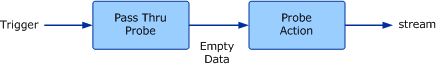 Trigger
Pass Thru
Probe
Empty
Data
Probe
Action
stream